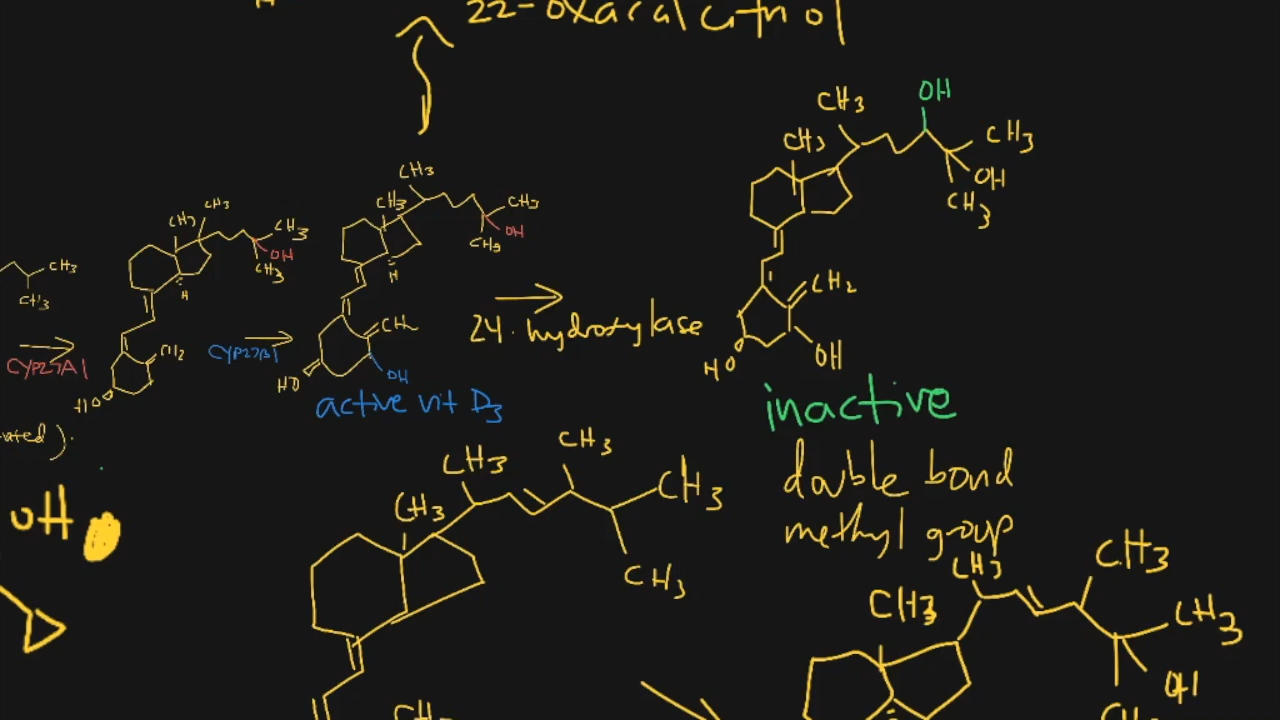 22-oxacalcitriol
CH3
CH3
CYP27A1
CH3
CH3
CH3
OH
CH3
H
CH2
HO
CYP27B1
CH3
CH3
CH3
OH
CH3
H
CH2
OH
HO
active vit D3
24-hydroxylase
CH3
CH3
OH
CH3
OH
CH3
CH2
OH
HO
inactive
double bond
methyl group
OH
CH3
CH3
CH3
CH3
CH3
CH3
CH3
CH3
CH3
OH